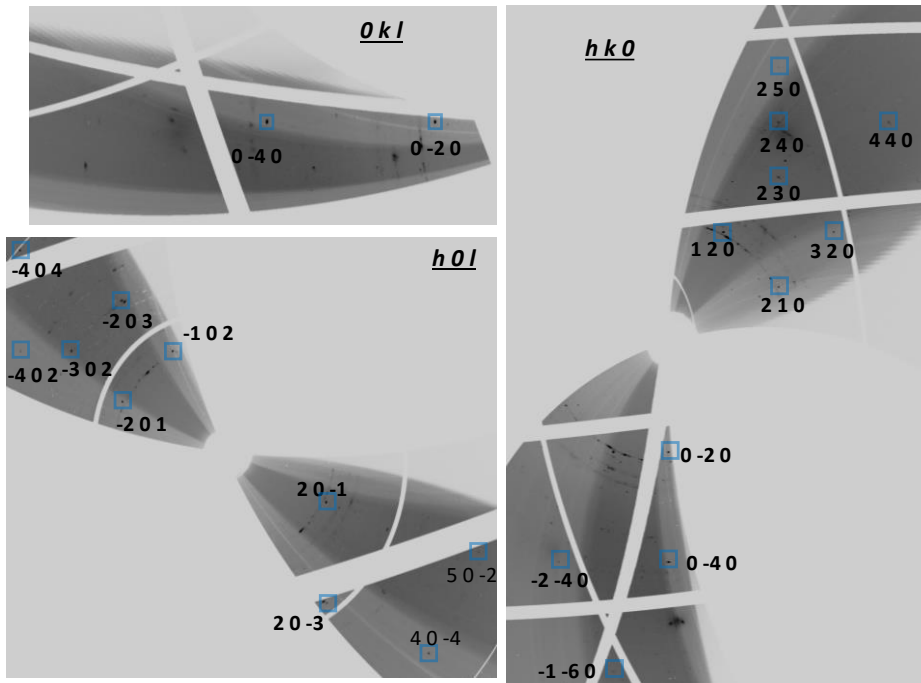 0 k l
0 -4 0
0 -2 0
h 0 l
-4 0 4
-2 0 3
-1 0 2
-4 0 2
-3 0 2
-2 0 1
2 0 -1
5 0 -2
2 0 -3
4 0 -4
h k 0
2 5 0
2 4 0
4 4 0
2 3 0
1 2 0
3 2 0
2 1 0
0 -2 0
-2 -4 0
0 -4 0
-1 -6 0